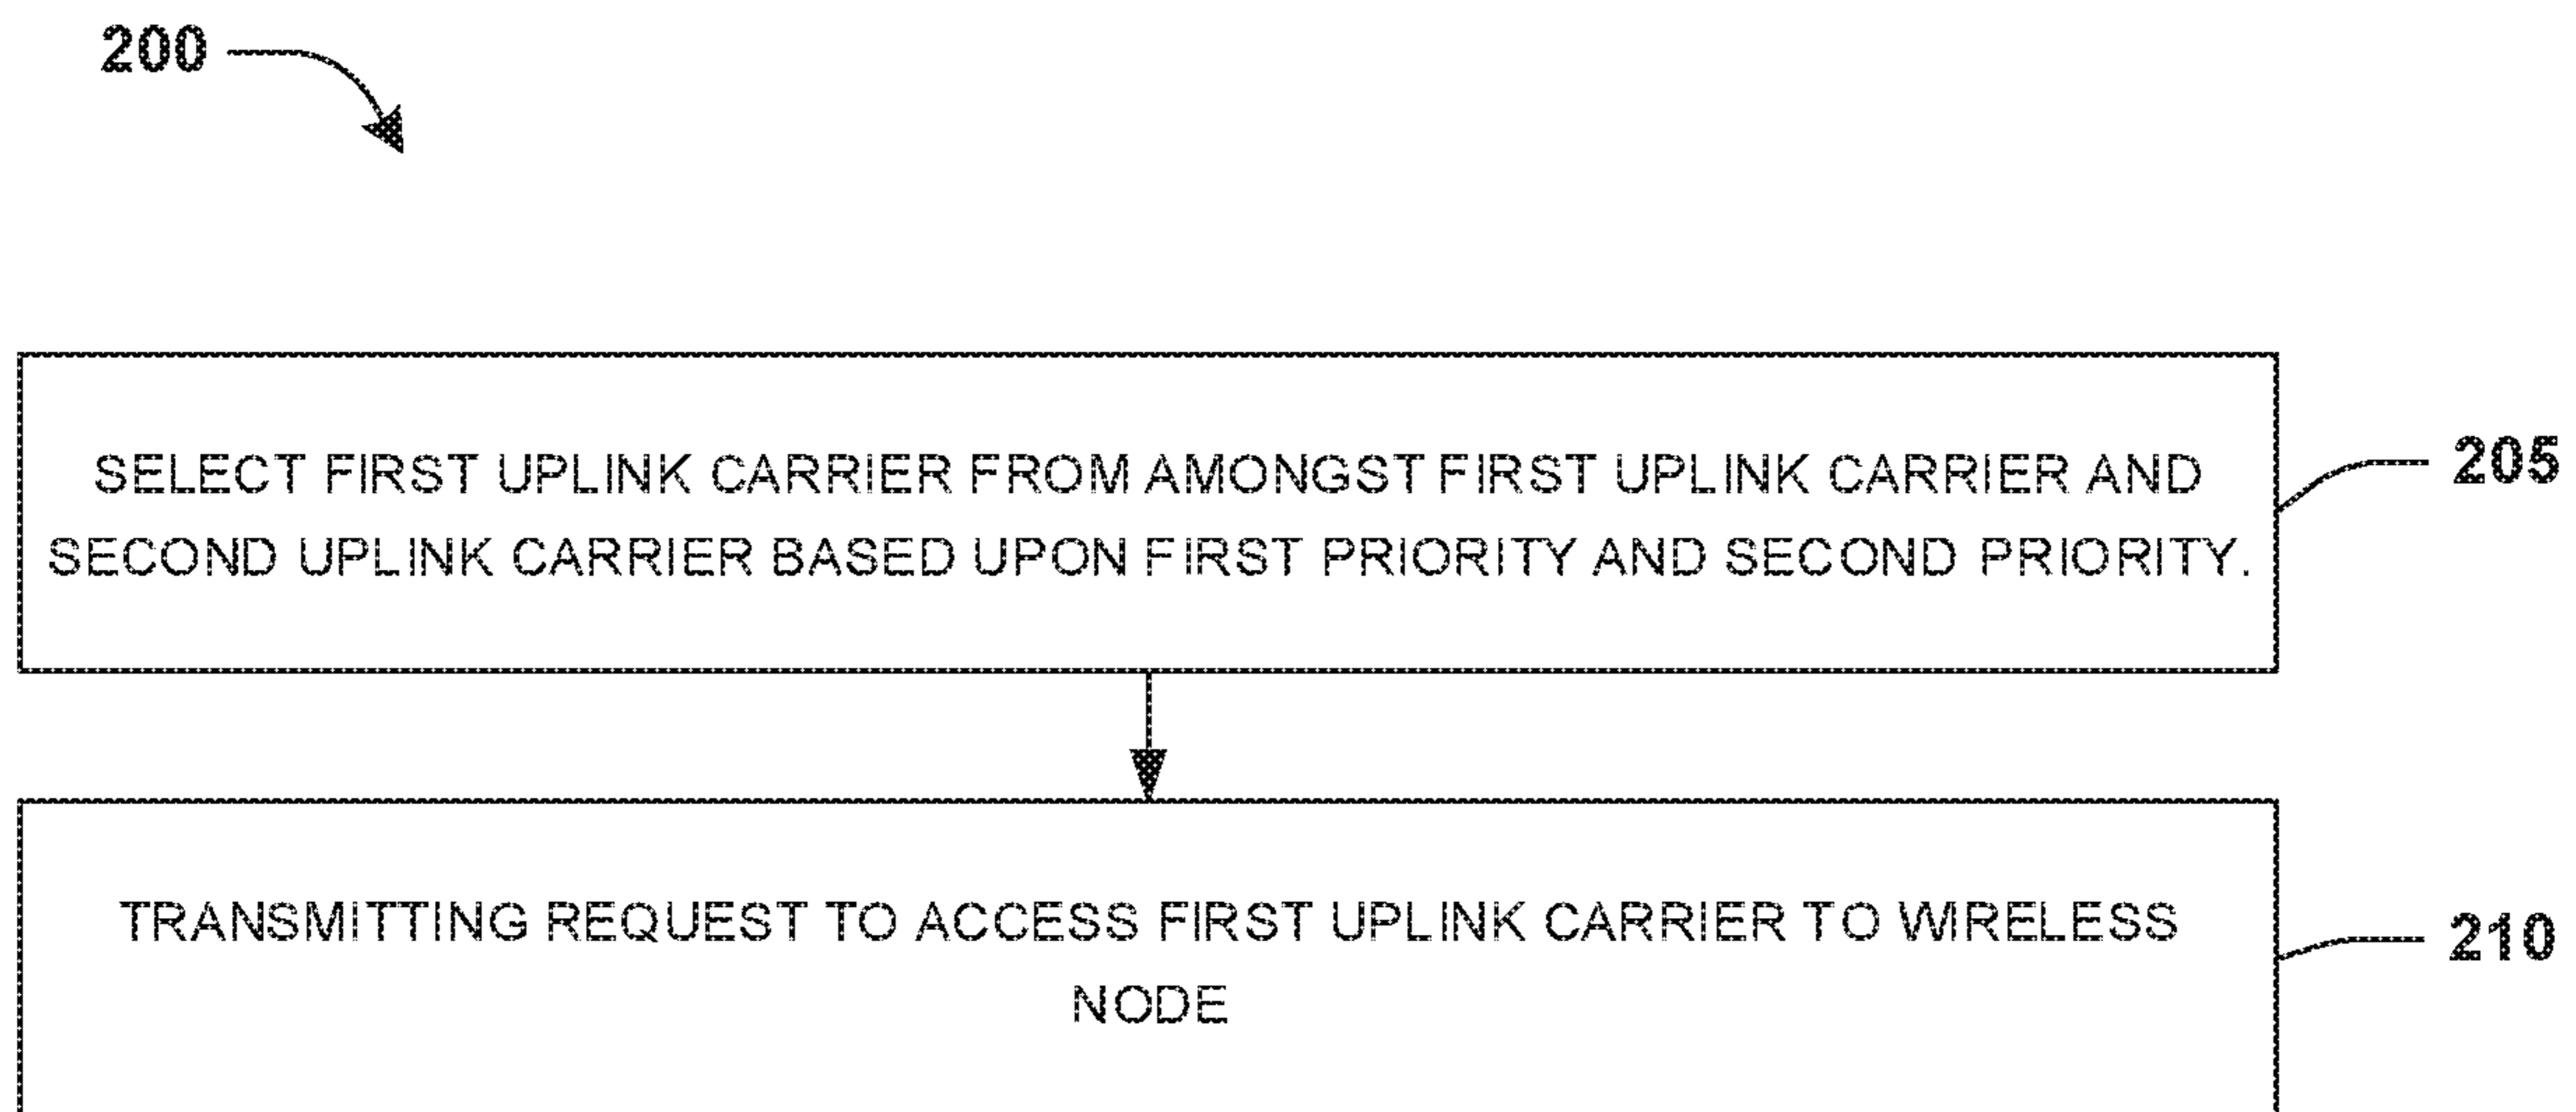 200
SELECT FIRST UPLINK CARRIER FROM AMONGST FIRST UPLINK CARRIER AND
SECOND UPLINK CARRIER BASED UPON FIRST PRIORITY AND SECOND PRIORITY.
205
TRANSMITTING REQUEST TO ACCESS FIRST UPLINK CARRIER TO WIRELESS
NODE
210